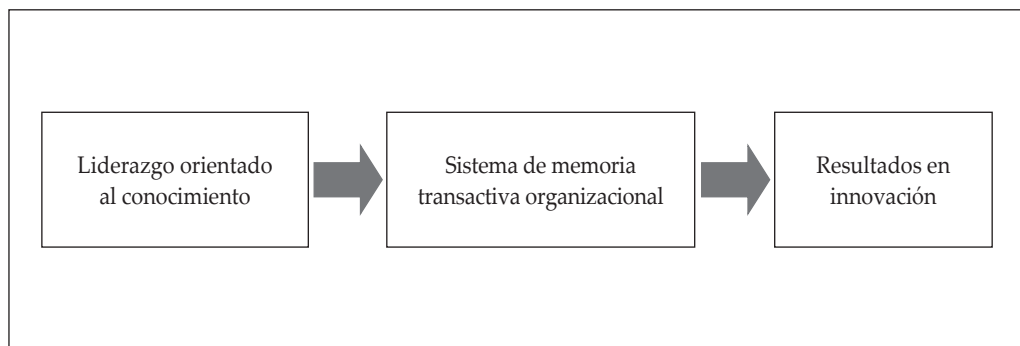 Liderazgo orientado
al conocimiento
Sistema de memoria
transactiva organizacional
Resultados en
innovación